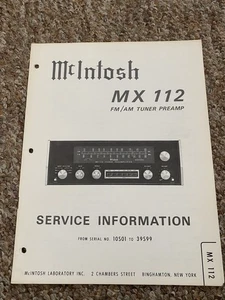 McIntosh
MX 112
FM/AM TUNER PREAMP
SERVICE INFORMATION
FROM SERIAL NO. 10501 TO 39599
McINTOSH LABORATORY INC. 2 CHAMBERS STREET BINGHAMTON, NEW YORK
MX 112